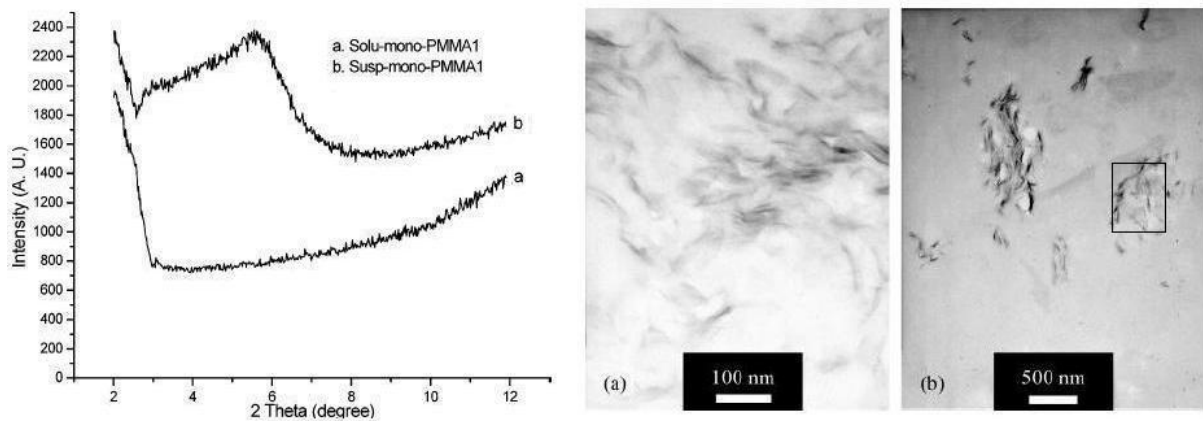 2400
2200
2000
1800
1600
1400
1200
1000
800
600
400
200
0
Intensity (A. U.)
a. Solu-mono-PMMA1
b. Susp-mono-PMMA1
b
a
2 4 6 8 10 12
2 Theta (degree)
(a)
100 nm
(b)
500 nm